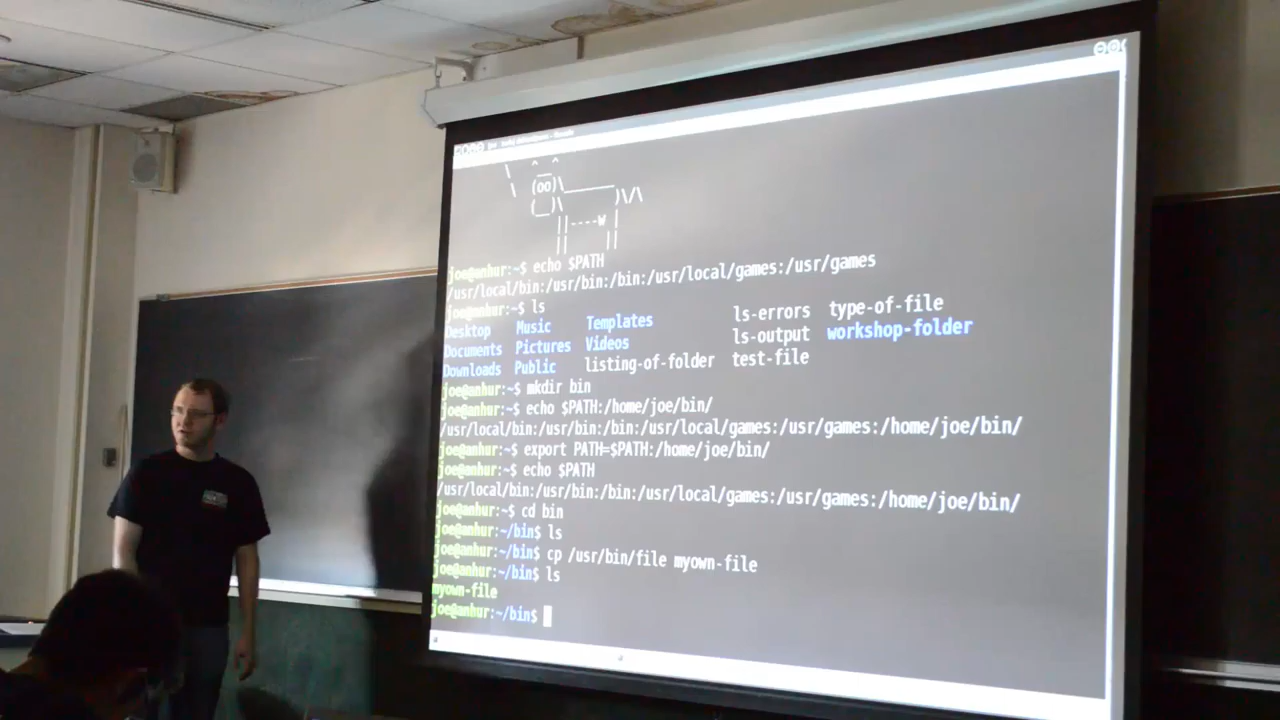 \  ^__^
 \ (oo)\_______
   (__)\       )\/\
       ||----w |
       ||     ||
joe@anhur:~$ echo $PATH
/usr/local/bin:/usr/bin:/bin:/usr/local/games:/usr/games
joe@anhur:~$ ls
Desktop Music Templates ls-errors type-of-file
Documents Pictures Videos ls-output workshop-folder
Downloads Public listing-of-folder test-file
joe@anhur:~$ mkdir bin
joe@anhur:~$ echo $PATH:/home/joe/bin/
/usr/local/bin:/usr/bin:/bin:/usr/local/games:/usr/games:/home/joe/bin/
joe@anhur:~$ export PATH=$PATH:/home/joe/bin/
joe@anhur:~$ echo $PATH
/usr/local/bin:/usr/bin:/bin:/usr/local/games:/usr/games:/home/joe/bin/
joe@anhur:~$ cd bin
joe@anhur:~/bin$ ls
joe@anhur:~/bin$ cp /usr/bin/file myown-file
joe@anhur:~/bin$ ls
myown-file
joe@anhur:~/bin$